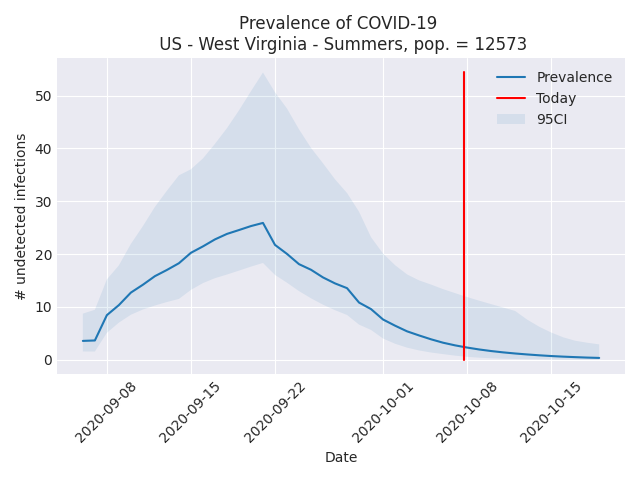 Prevalence of COVID-19
US - West Virginia - Summers, pop. = 12573
Prevalence
Today
95CI
# undetected infections
50
40
30
20
10
0
2020-09-08
2020-09-15
2020-09-22
2020-10-01
2020-10-08
2020-10-15
Date